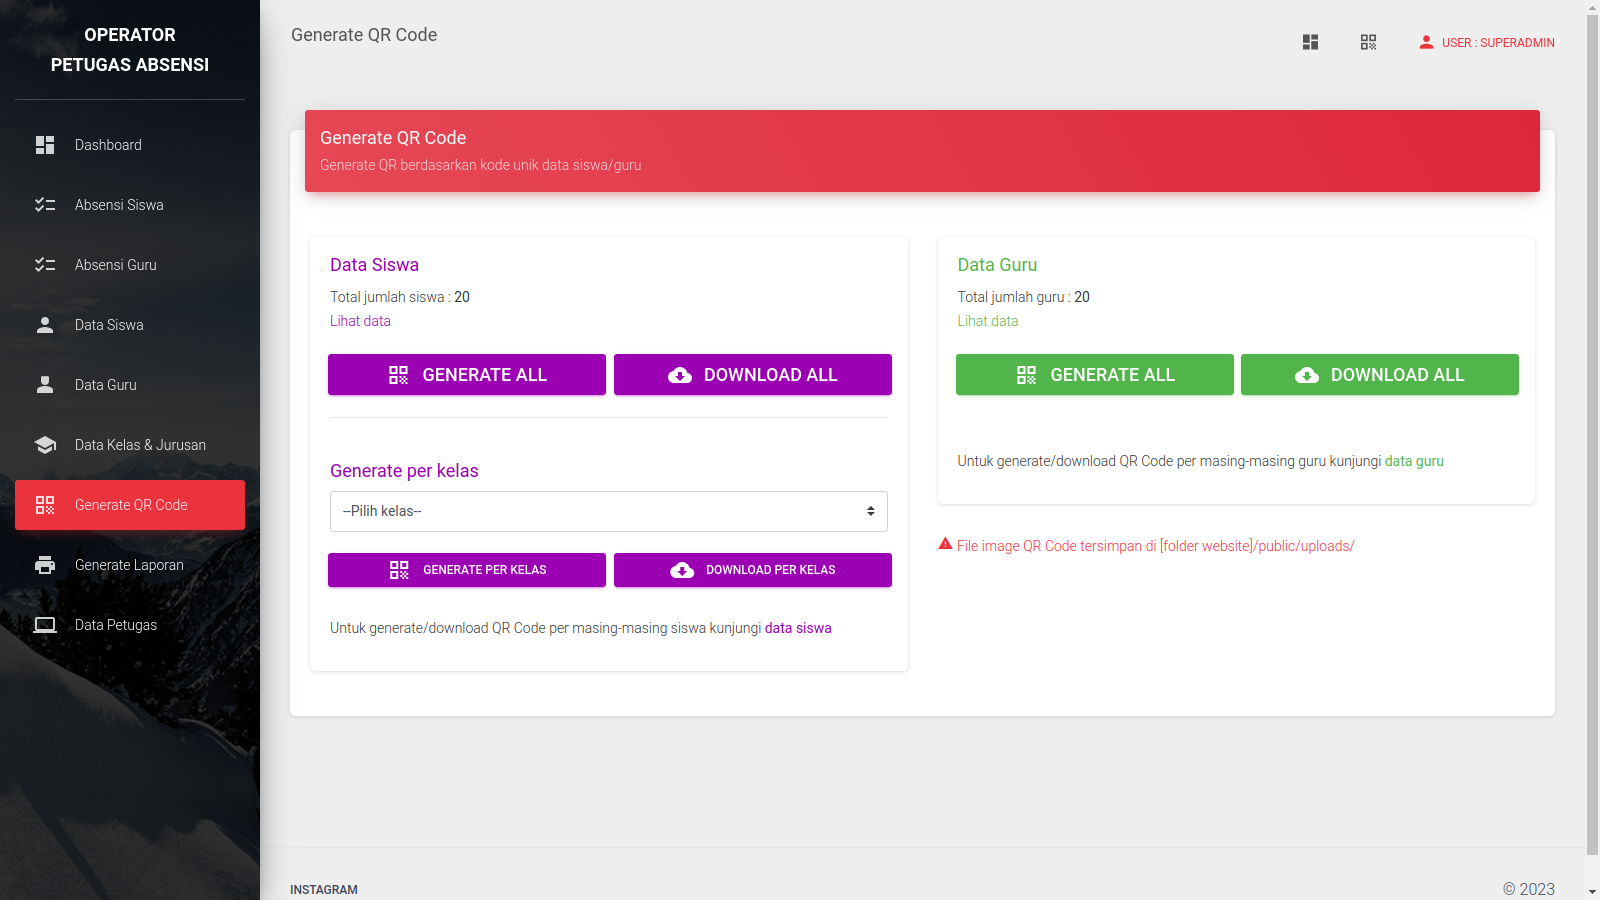 OPERATOR
PETUGAS ABSENSI
Dashboard
Absensi Siswa
Absensi Guru
Data Siswa
Data Guru
Data Kelas & Jurusan
Generate QR Code
Generate Laporan
Data Petugas
Generate QR Code
USER : SUPERADMIN
Generate QR Code
Generate QR berdasarkan kode unik data siswa/guru
Data Siswa
Total jumlah siswa : 20
Lihat data
GENERATE ALL
DOWNLOAD ALL
Generate per kelas
--Pilih kelas--
GENERATE PER KELAS
DOWNLOAD PER KELAS
Untuk generate/download QR Code per masing-masing siswa kunjungi data siswa
Data Guru
Total jumlah guru : 20
Lihat data
GENERATE ALL
DOWNLOAD ALL
Untuk generate/download QR Code per masing-masing guru kunjungi data guru
File image QR Code tersimpan di [folder website]/public/uploads/
INSTAGRAM
© 2023